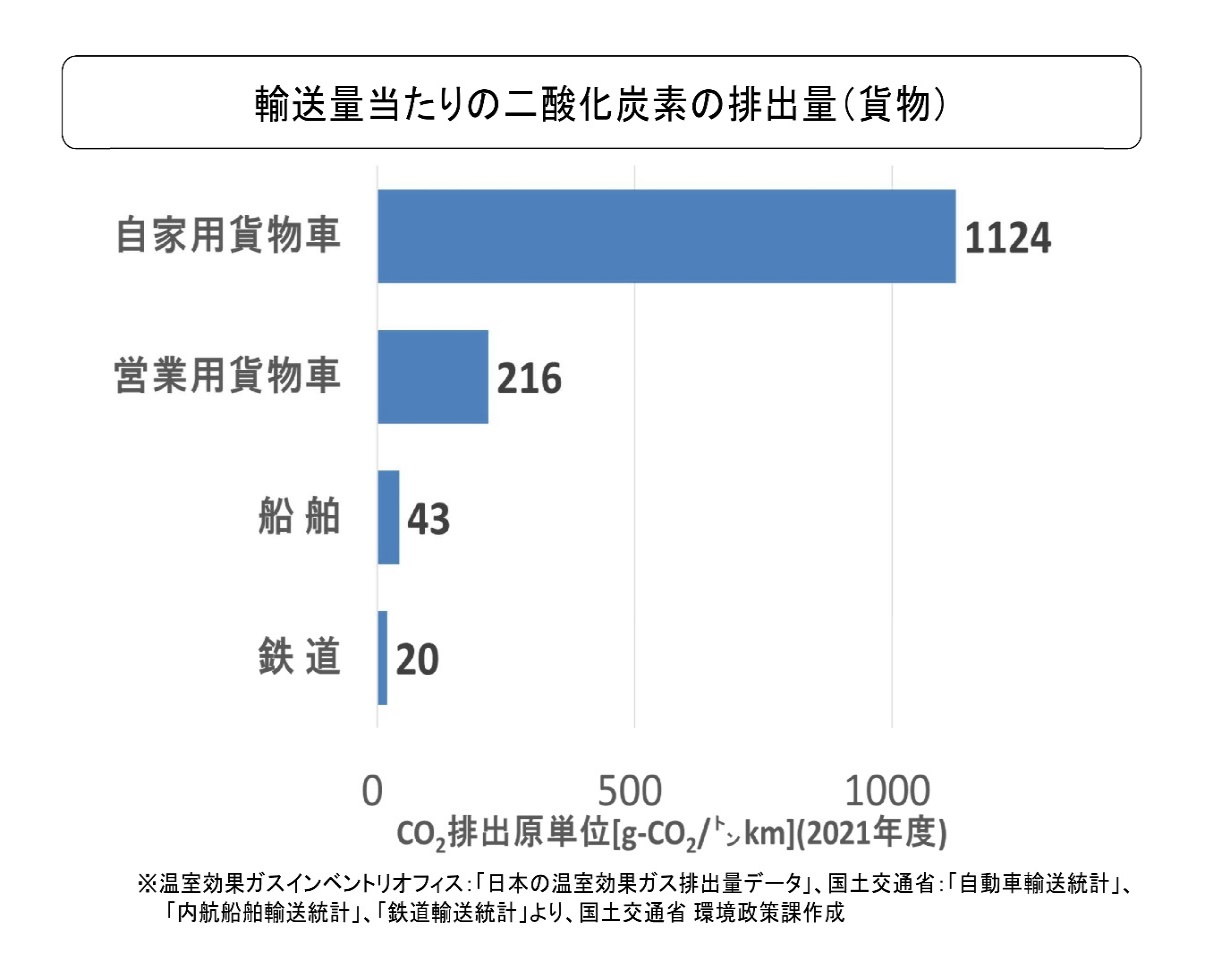 輸送量当たりの二酸化炭素の排出量(貨物)
自家用貨物車 1124
営業用貨物車 216
船舶 43
鉄道 20
0 500 1000
CO₂排出原単位[g-CO₂/㌧km](2021年度)
※温室効果ガスインベントリオフィス:「日本の温室効果ガス排出量データ」、国土交通省:「自動車輸送統計」、
「内航船舶輸送統計」、「鉄道輸送統計」より、国土交通省 環境政策課作成